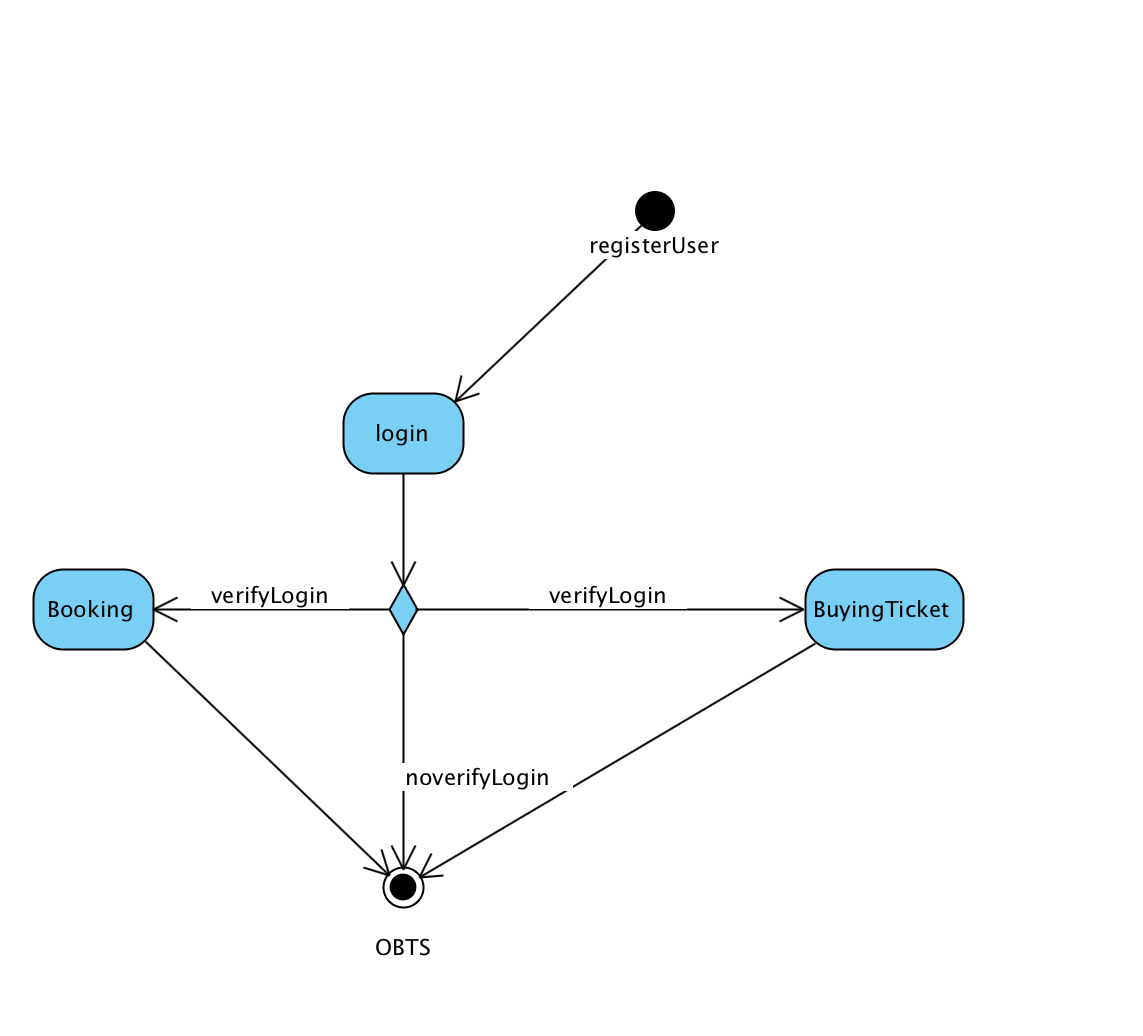 registerUser
login
verifyLogin
verifyLogin
Booking
BuyingTicket
noverifyLogin
OBTS